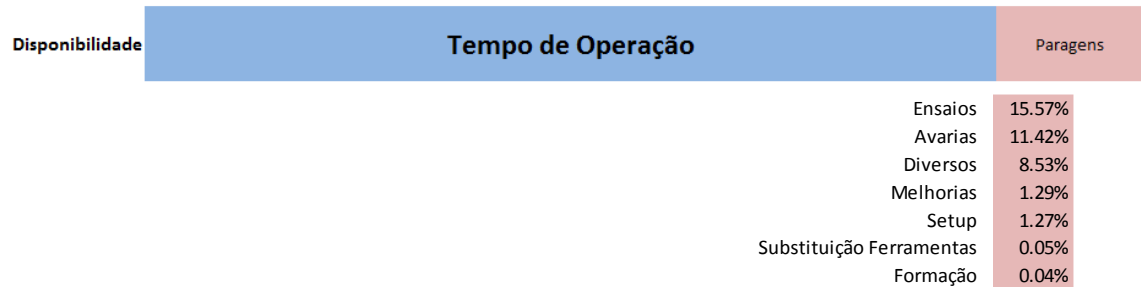 Disponibilidade Tempo de Operação Paragens
Ensaios 15.57%
Avarias 11.42%
Diversos 8.53%
Melhorias 1.29%
Setup 1.27%
Substituição Ferramentas 0.05%
Formação 0.04%